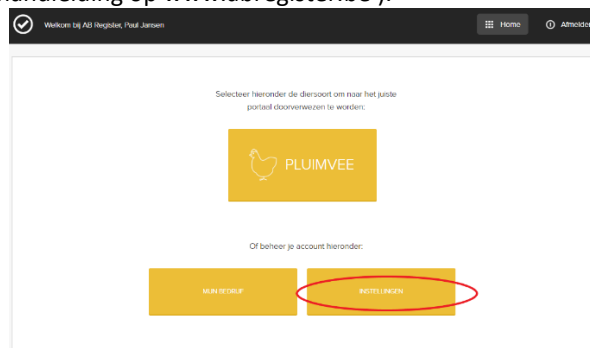 Welkom bij AB Register, Paul Jansen
Home
Afmelden
Selecteer hieronder de diersoort om naar het juiste
portaal doorverwezen te worden:
PLUIMVEE
Of beheer je account hieronder:
MIJN BEDRIJF
INSTELLINGEN